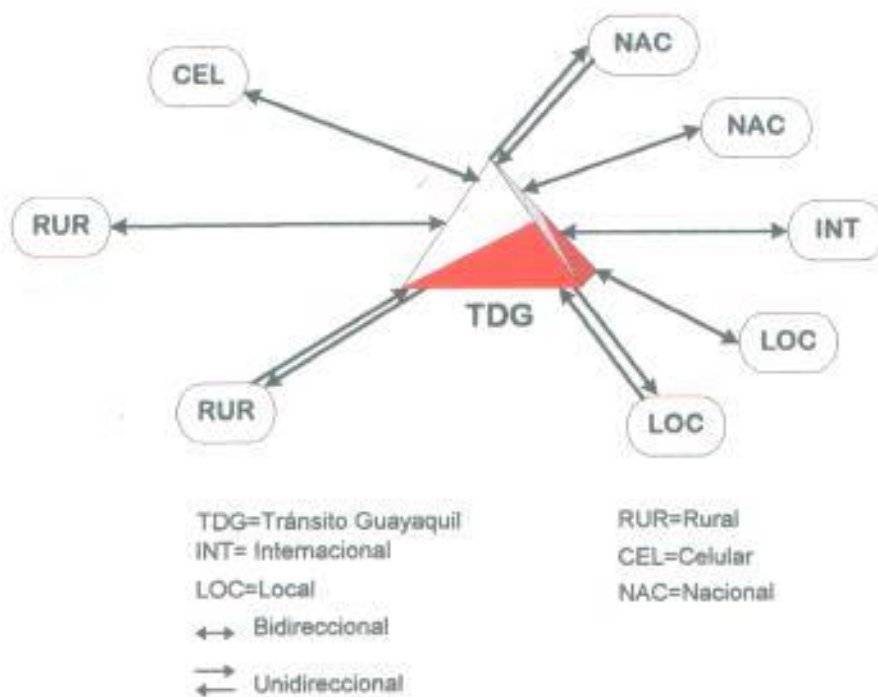 NAC
CEL
NAC
RUR
INT
TDG
LOC
RUR
LOC
TDG=Tránsito Guayaquil
INT= Internacional
LOC=Local
Bidireccional
Unidireccional
RUR=Rural
CEL=Celular
NAC=Nacional